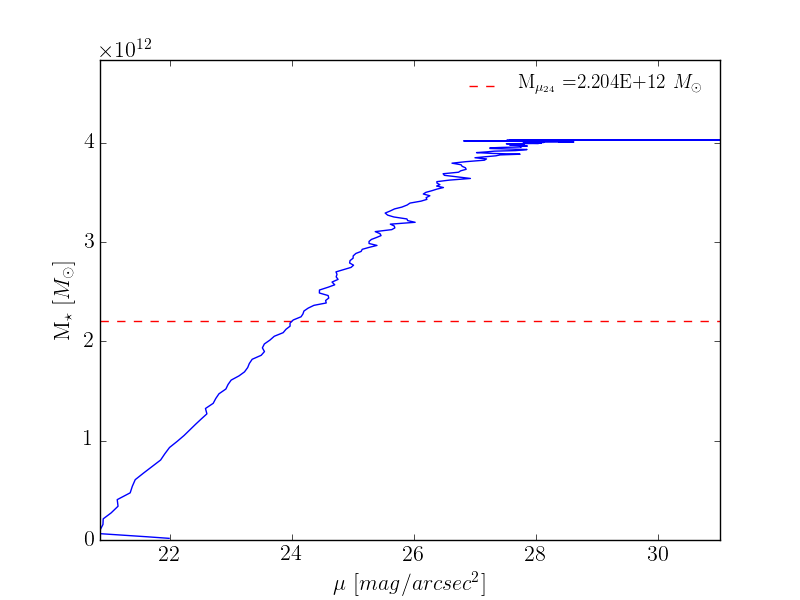 ×10¹²
M_μ₂₄ =2.204E+12 M_⊙
4
3
2
1
0
M⋆ [M_⊙]
22 24 26 28 30
μ [mag/arcsec²]